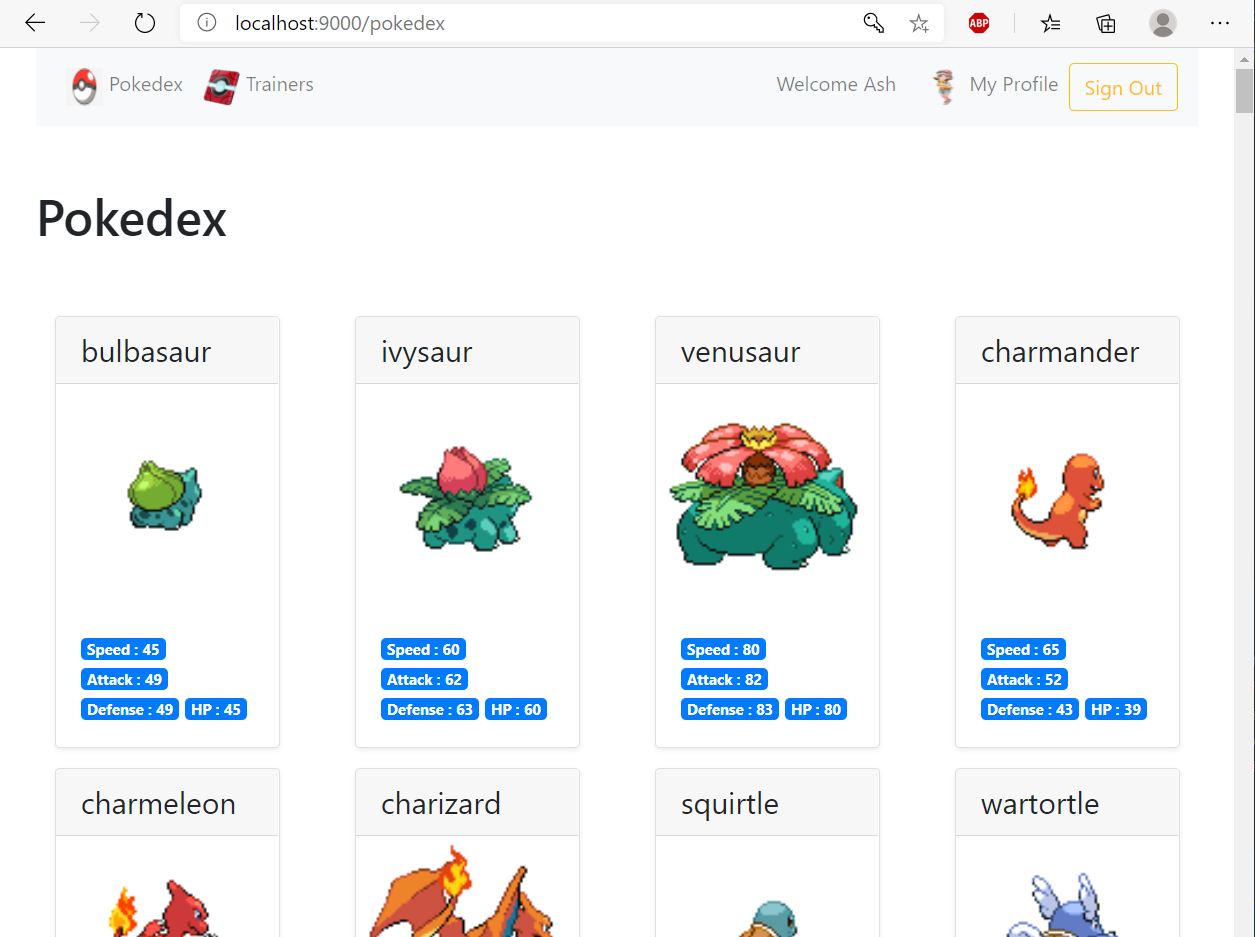 localhost:9000/pokedex
ABP
Pokedex Trainers Welcome Ash My Profile Sign Out
Pokedex
bulbasaur ivysaur venusaur charmander
Speed : 45 Speed : 60 Speed : 80 Speed : 65
Attack : 49 Attack : 62 Attack : 82 Attack : 52
Defense : 49 HP : 45 Defense : 63 HP : 60 Defense : 83 HP : 80 Defense : 43 HP : 39
charmeleon charizard squirtle wartortle